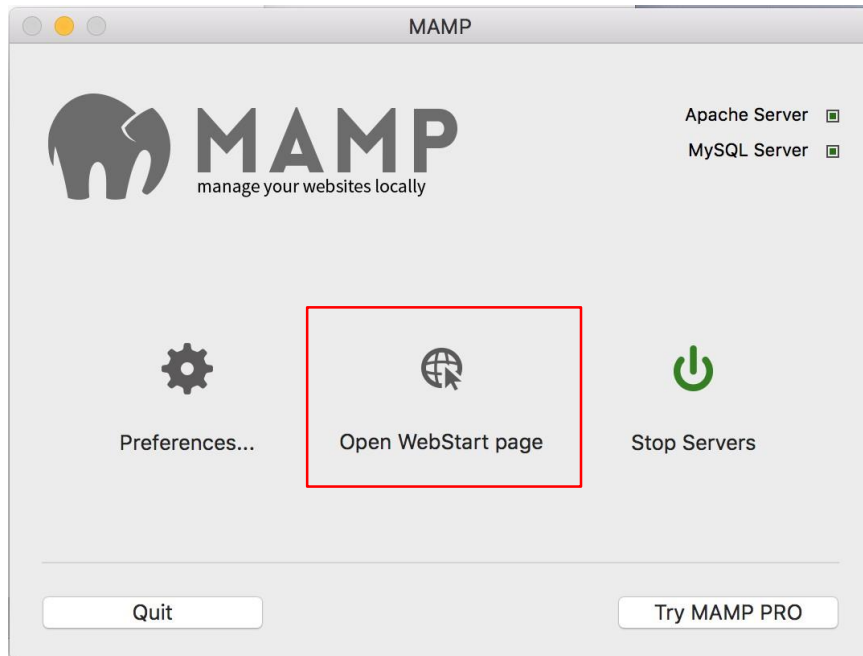 MAMP
MAMP
manage your websites locally
Apache Server
MySQL Server
Preferences...
Open WebStart page
Stop Servers
Quit
Try MAMP PRO